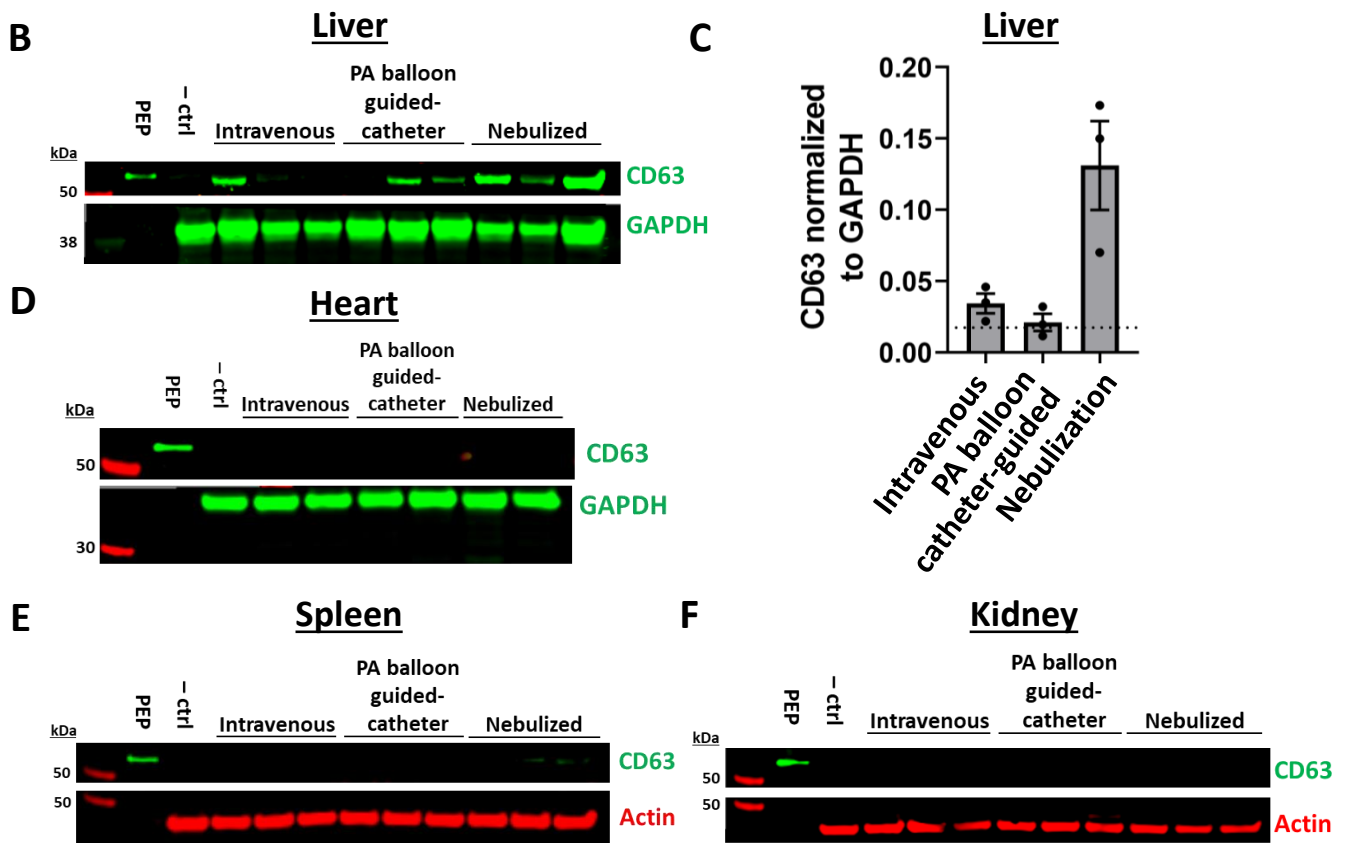 B
Liver
PEP
– ctrl
Intravenous
PA balloon
guided-
catheter
Nebulized
kDa
50
38
CD63
GAPDH
C
Liver
CD63 normalized
to GAPDH
0.20
0.15
0.10
0.05
0.00
Intravenous
PA balloon
catheter-guided
Nebulization
D
Heart
PEP
– ctrl
Intravenous
PA balloon
guided-
catheter
Nebulized
kDa
50
30
CD63
GAPDH
E
Spleen
PEP
– ctrl
Intravenous
PA balloon
guided-
catheter
Nebulized
kDa
50
50
CD63
Actin
F
Kidney
PEP
– ctrl
Intravenous
PA balloon
guided-
catheter
Nebulized
kDa
50
50
CD63
Actin